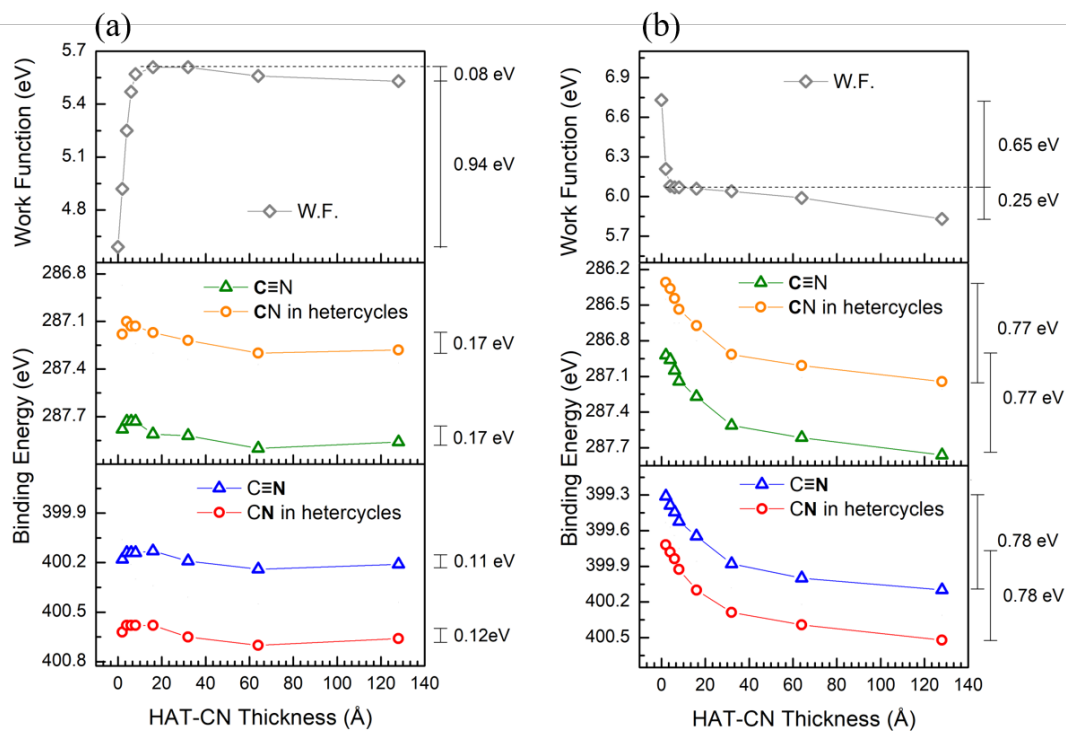 (a)
5.7
5.4
5.1
4.8
Work Function (eV)
W.F.
0.08 eV
0.94 eV
286.8
287.1
287.4
287.7
C≡N
CN in hetercycles
0.17 eV
0.17 eV
Binding Energy (eV)
399.9
400.2
400.5
400.8
C≡N
CN in hetercycles
0.11 eV
0.12eV
0 20 40 60 80 100 120 140
HAT-CN Thickness (Å)
(b)
6.9
6.6
6.3
6.0
5.7
Work Function (eV)
W.F.
0.65 eV
0.25 eV
286.2
286.5
286.8
287.1
287.4
287.7
C≡N
CN in hetercycles
0.77 eV
0.77 eV
Binding Energy (eV)
399.3
399.6
399.9
400.2
400.5
C≡N
CN in hetercycles
0.78 eV
0.78 eV
0 20 40 60 80 100 120 140
HAT-CN Thickness (Å)